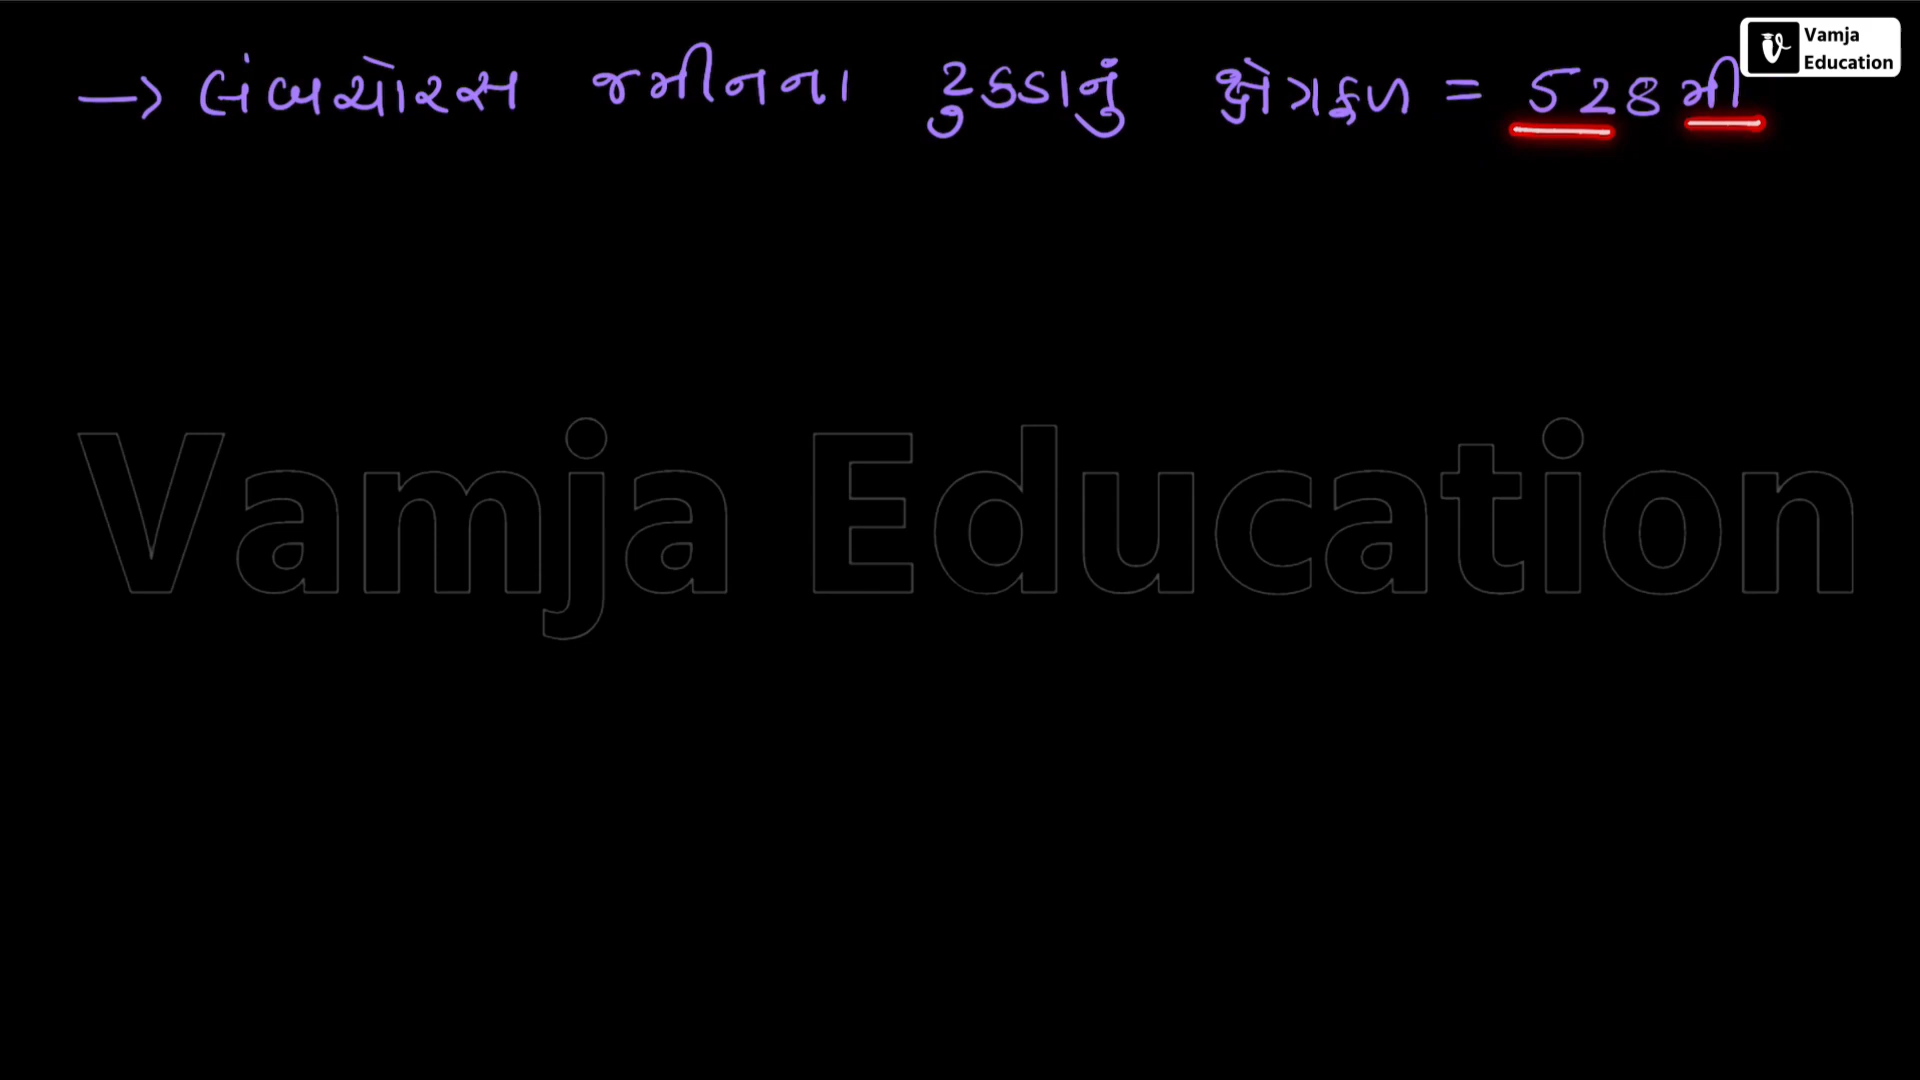 Vamja
Education
→ લંબચોરસ જમીનના ટુકડાનું ક્ષેત્રફળ = 528 મી
Vamja Education